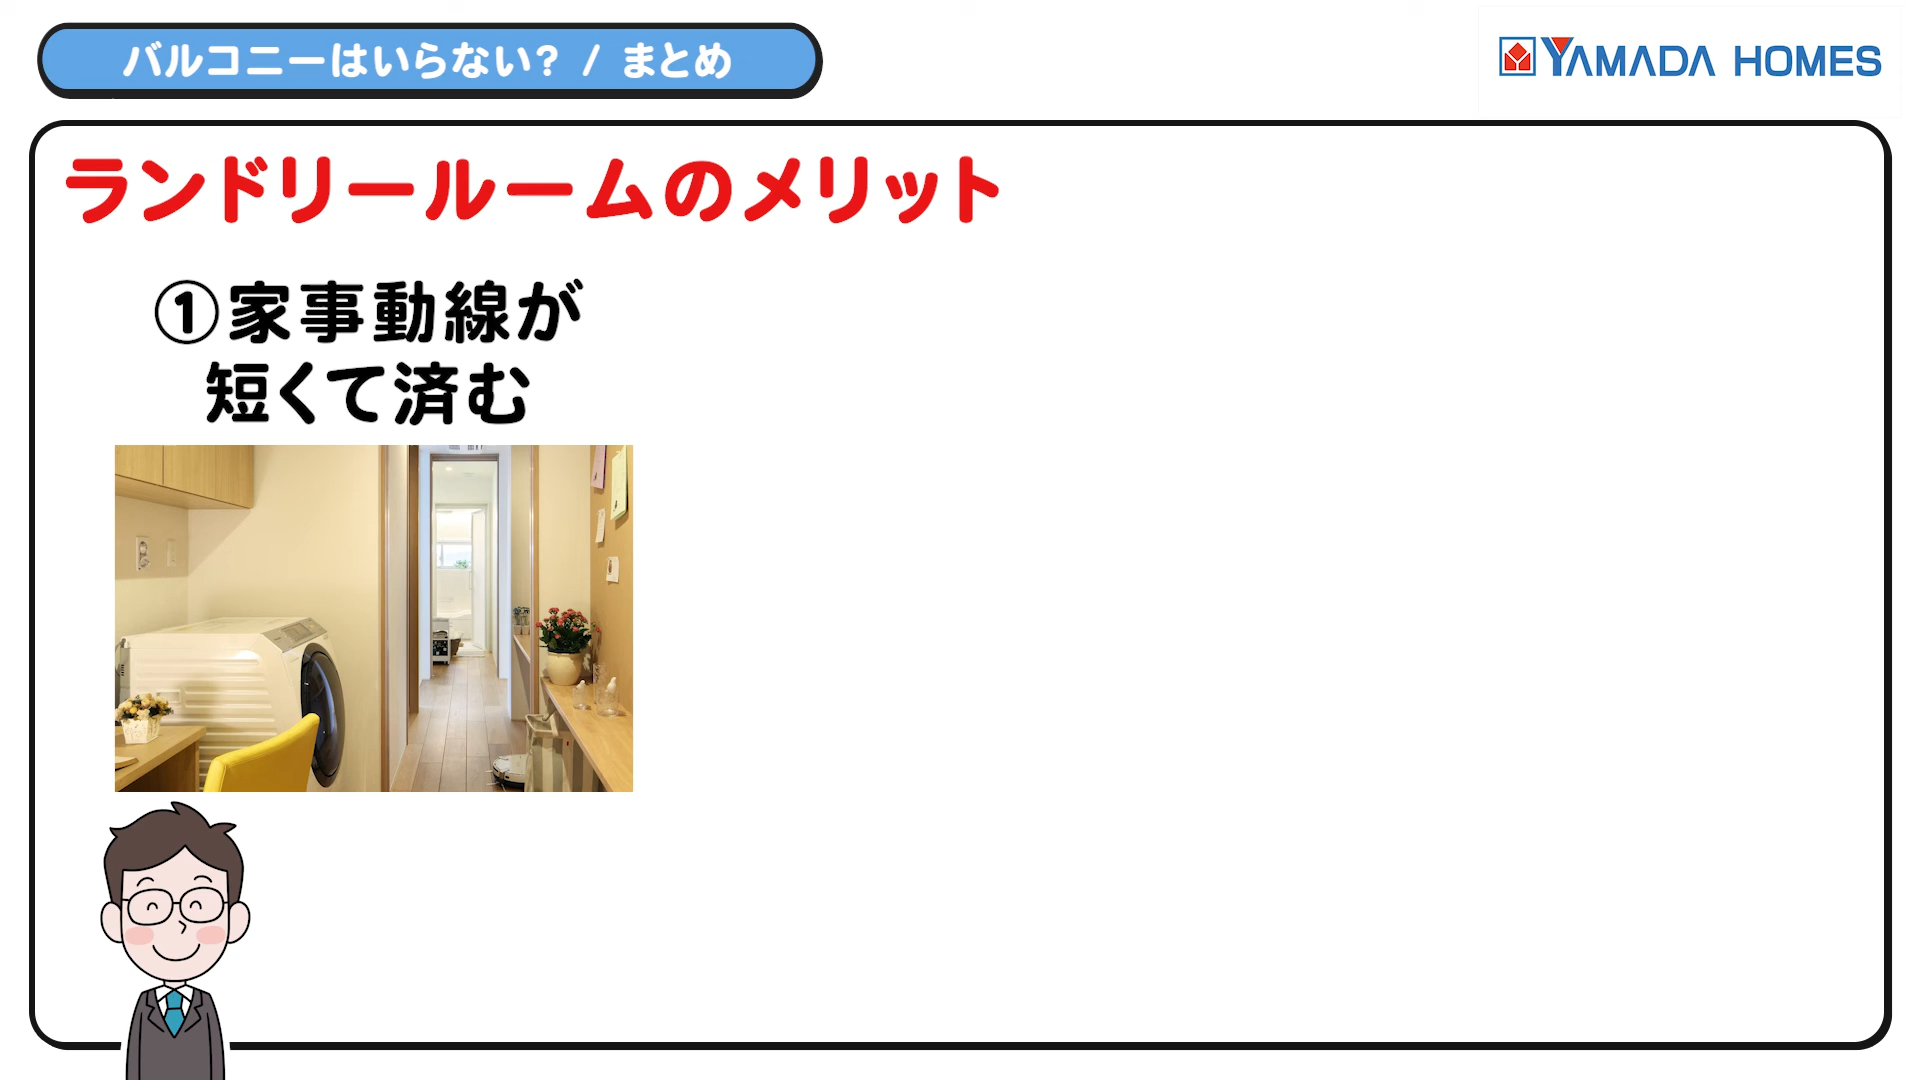 バルコニーはいらない? / まとめ
YAMADA HOMES
ランドリールームのメリット
①家事動線が
短くて済む